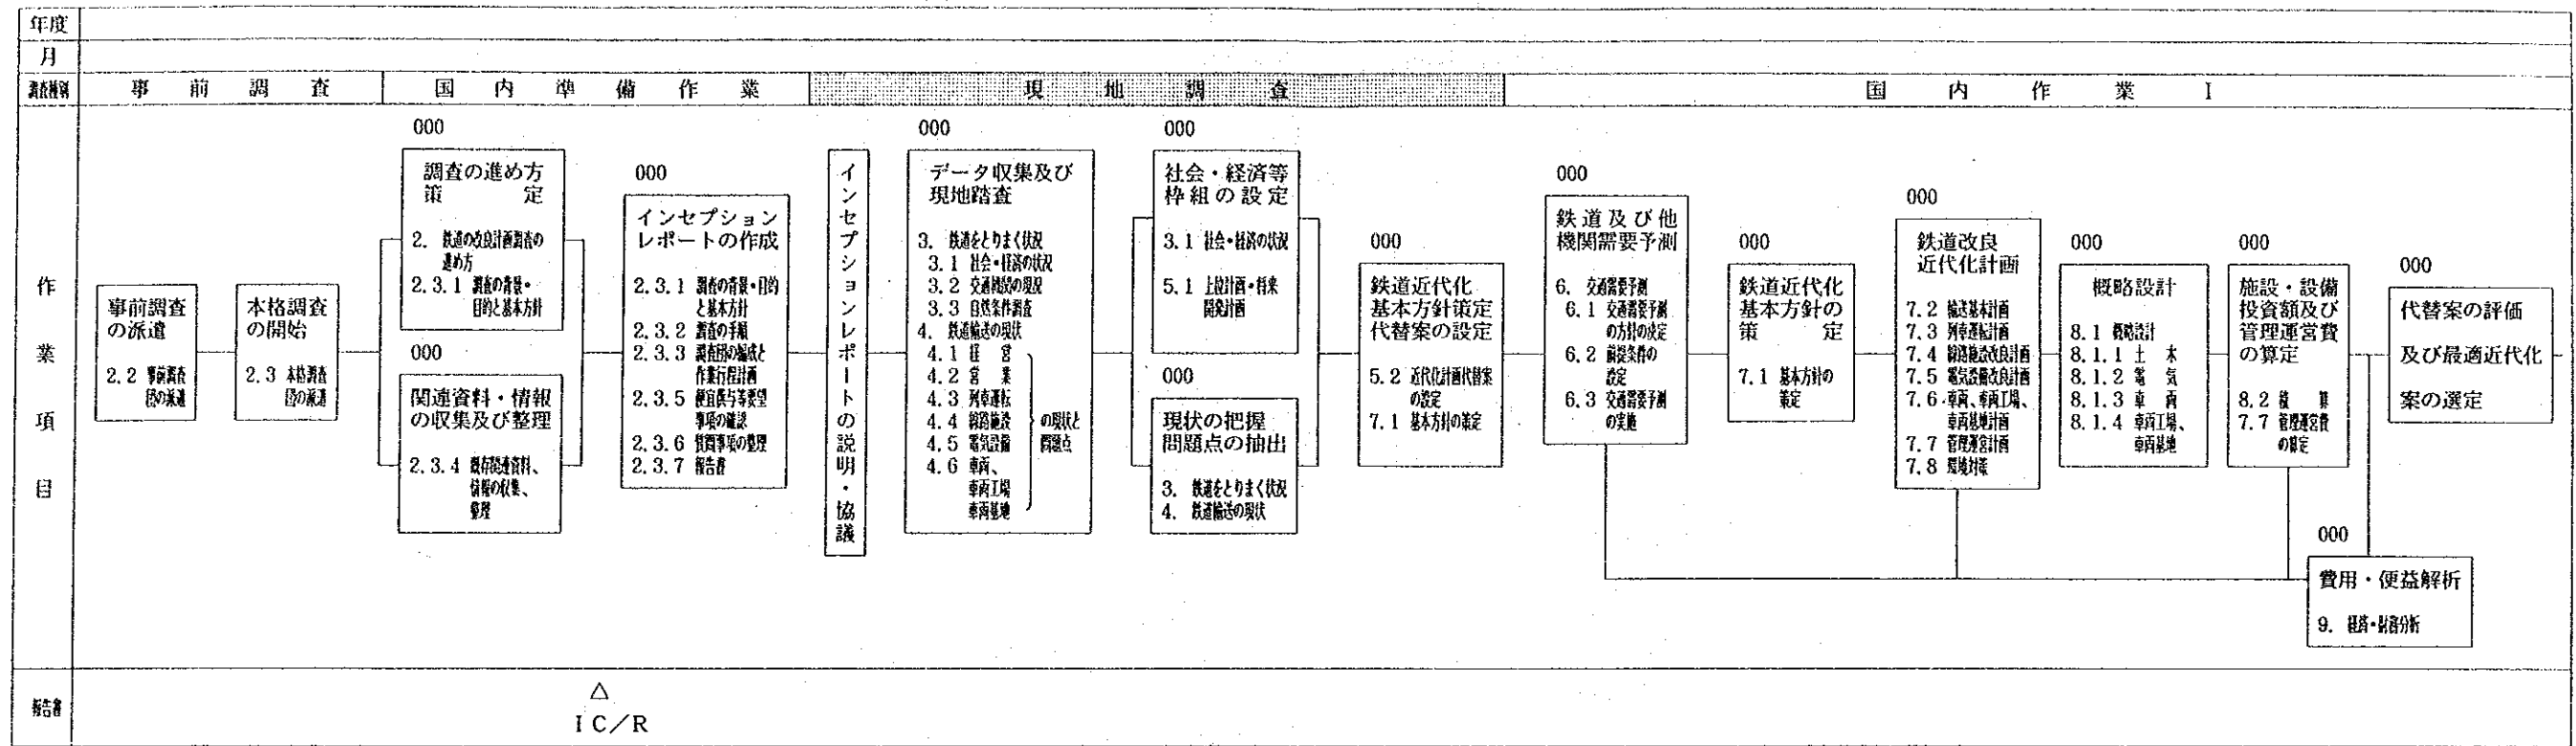 年度
月
調査種別
事前調査
国内準備作業
現地調査
国内作業 I
作業項目
事前調査
の派遣
2.2 事前調査
団の派遣
本格調査
の開始
2.3 本格調査
団の派遣
000
調査の進め方
策定
2. 鉄道の改良計画調査の
進め方
2.3.1 調査の背景・
目的と基本方針
000
関連資料・情報
の収集及び整理
2.3.4 既存関連資料、
情報の収集、
整理
000
インセプション
レポートの作成
2.3.1 調査の背景・目的
と基本方針
2.3.2 調査の手順
2.3.3 調査団の編成と
作業行程計画
2.3.5 便宜供与等要望
事項の確認
2.3.6 質問事項の整理
2.3.7 報告書
インセプションレポートの説明・協議
000
データ収集及び
現地踏査
3. 鉄道をとりまく状況
3.1 社会・経済の状況
3.2 交通機関の現況
3.3 自然条件調査
4. 鉄道輸送の現状
4.1 経営
4.2 営業
4.3 列車運転
4.4 線路施設
4.5 電気設備
4.6 車両、
車両工場
車両基地
の現状と
問題点
000
社会・経済等
枠組の設定
3.1 社会・経済の状況
5.1 上位計画・将来
開発計画
000
現状の把握
問題点の抽出
3. 鉄道をとりまく状況
4. 鉄道輸送の現状
000
鉄道近代化
基本方針策定
代替案の設定
5.2 近代化計画代替案
の設定
7.1 基本方針の策定
000
鉄道及び他
機関需要予測
6. 交通需要予測
6.1 交通需要予測
の方針の設定
6.2 前提条件の
設定
6.3 交通需要予測
の実施
000
鉄道近代化
基本方針の
策定
7.1 基本方針の
策定
000
鉄道改良
近代化計画
7.2 輸送基本計画
7.3 列車運転計画
7.4 線路施設改良計画
7.5 電気設備改良計画
7.6 車両、車両工場、
車両基地計画
7.7 管理運営計画
7.8 環境対策
000
概略設計
8.1 概略設計
8.1.1 土木
8.1.2 電気
8.1.3 車両
8.1.4 車両工場、
車両基地
000
施設・設備
投資額及び
管理運営費
の算定
8.2 積算
7.7 管理運営費
の算定
000
費用・便益解析
9. 経済・財務分析
000
代替案の評価
及び最適近代化
案の選定
報告書
△
IC/R